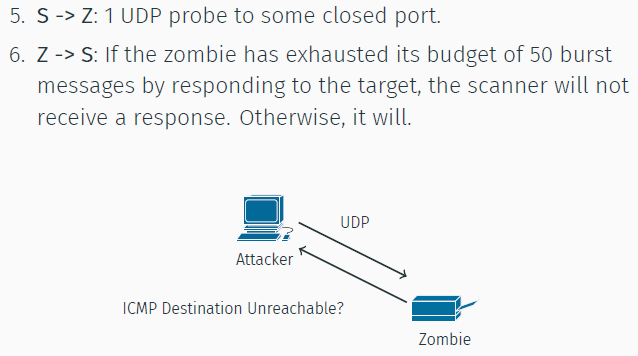 5. S -> Z: 1 UDP probe to some closed port.
6. Z -> S: If the zombie has exhausted its budget of 50 burst
messages by responding to the target, the scanner will not
receive a response. Otherwise, it will.
UDP
Attacker
ICMP Destination Unreachable?
Zombie